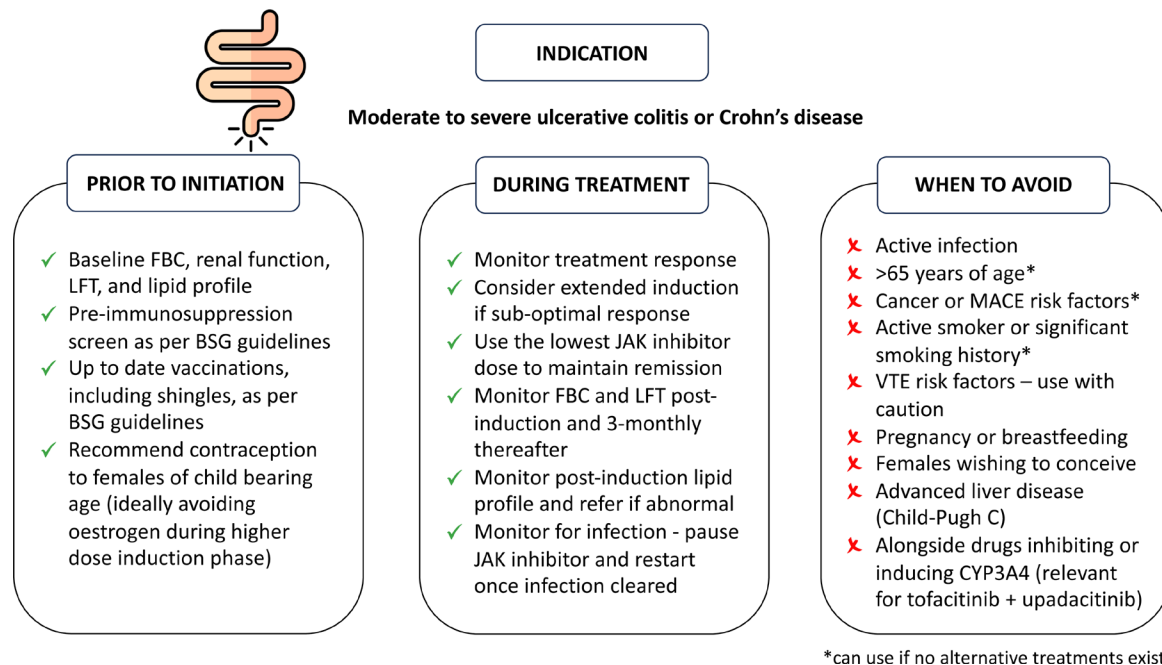 INDICATION
Moderate to severe ulcerative colitis or Crohn's disease
PRIOR TO INITIATION
✓ Baseline FBC, renal function,
LFT, and lipid profile
✓ Pre-immunosuppression
screen as per BSG guidelines
✓ Up to date vaccinations,
including shingles, as per
BSG guidelines
✓ Recommend contraception
to females of child bearing
age (ideally avoiding
oestrogen during higher
dose induction phase)
DURING TREATMENT
✓ Monitor treatment response
✓ Consider extended induction
if sub-optimal response
✓ Use the lowest JAK inhibitor
dose to maintain remission
✓ Monitor FBC and LFT post-
induction and 3-monthly
thereafter
✓ Monitor post-induction lipid
profile and refer if abnormal
✓ Monitor for infection - pause
JAK inhibitor and restart
once infection cleared
WHEN TO AVOID
✗ Active infection
✗ >65 years of age*
✗ Cancer or MACE risk factors*
✗ Active smoker or significant
smoking history*
✗ VTE risk factors – use with
caution
✗ Pregnancy or breastfeeding
✗ Females wishing to conceive
✗ Advanced liver disease
(Child-Pugh C)
✗ Alongside drugs inhibiting or
inducing CYP3A4 (relevant
for tofacitinib + upadacitinib)
*can use if no alternative treatments exist